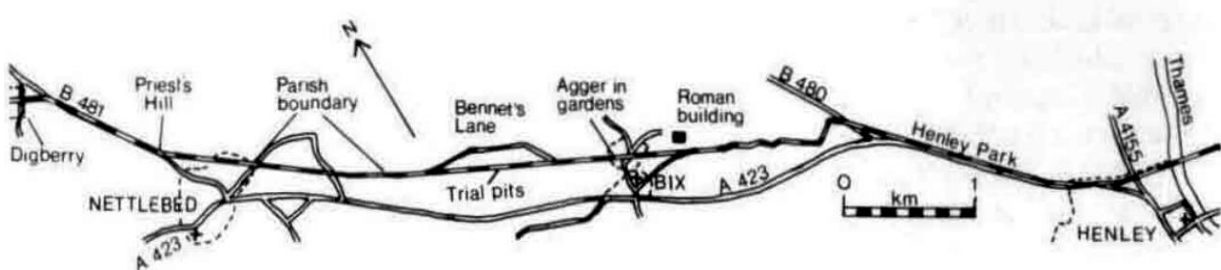 N
B 481
Priest's
Hill
Parish
boundary
Bennet's
Lane
Agger in
gardens
Roman
building
B 480
Henley Park
A 4155
Thames
Digberry
NETTLEBED
A 423
Trial pits
BIX
A 423
0
1
km
HENLEY